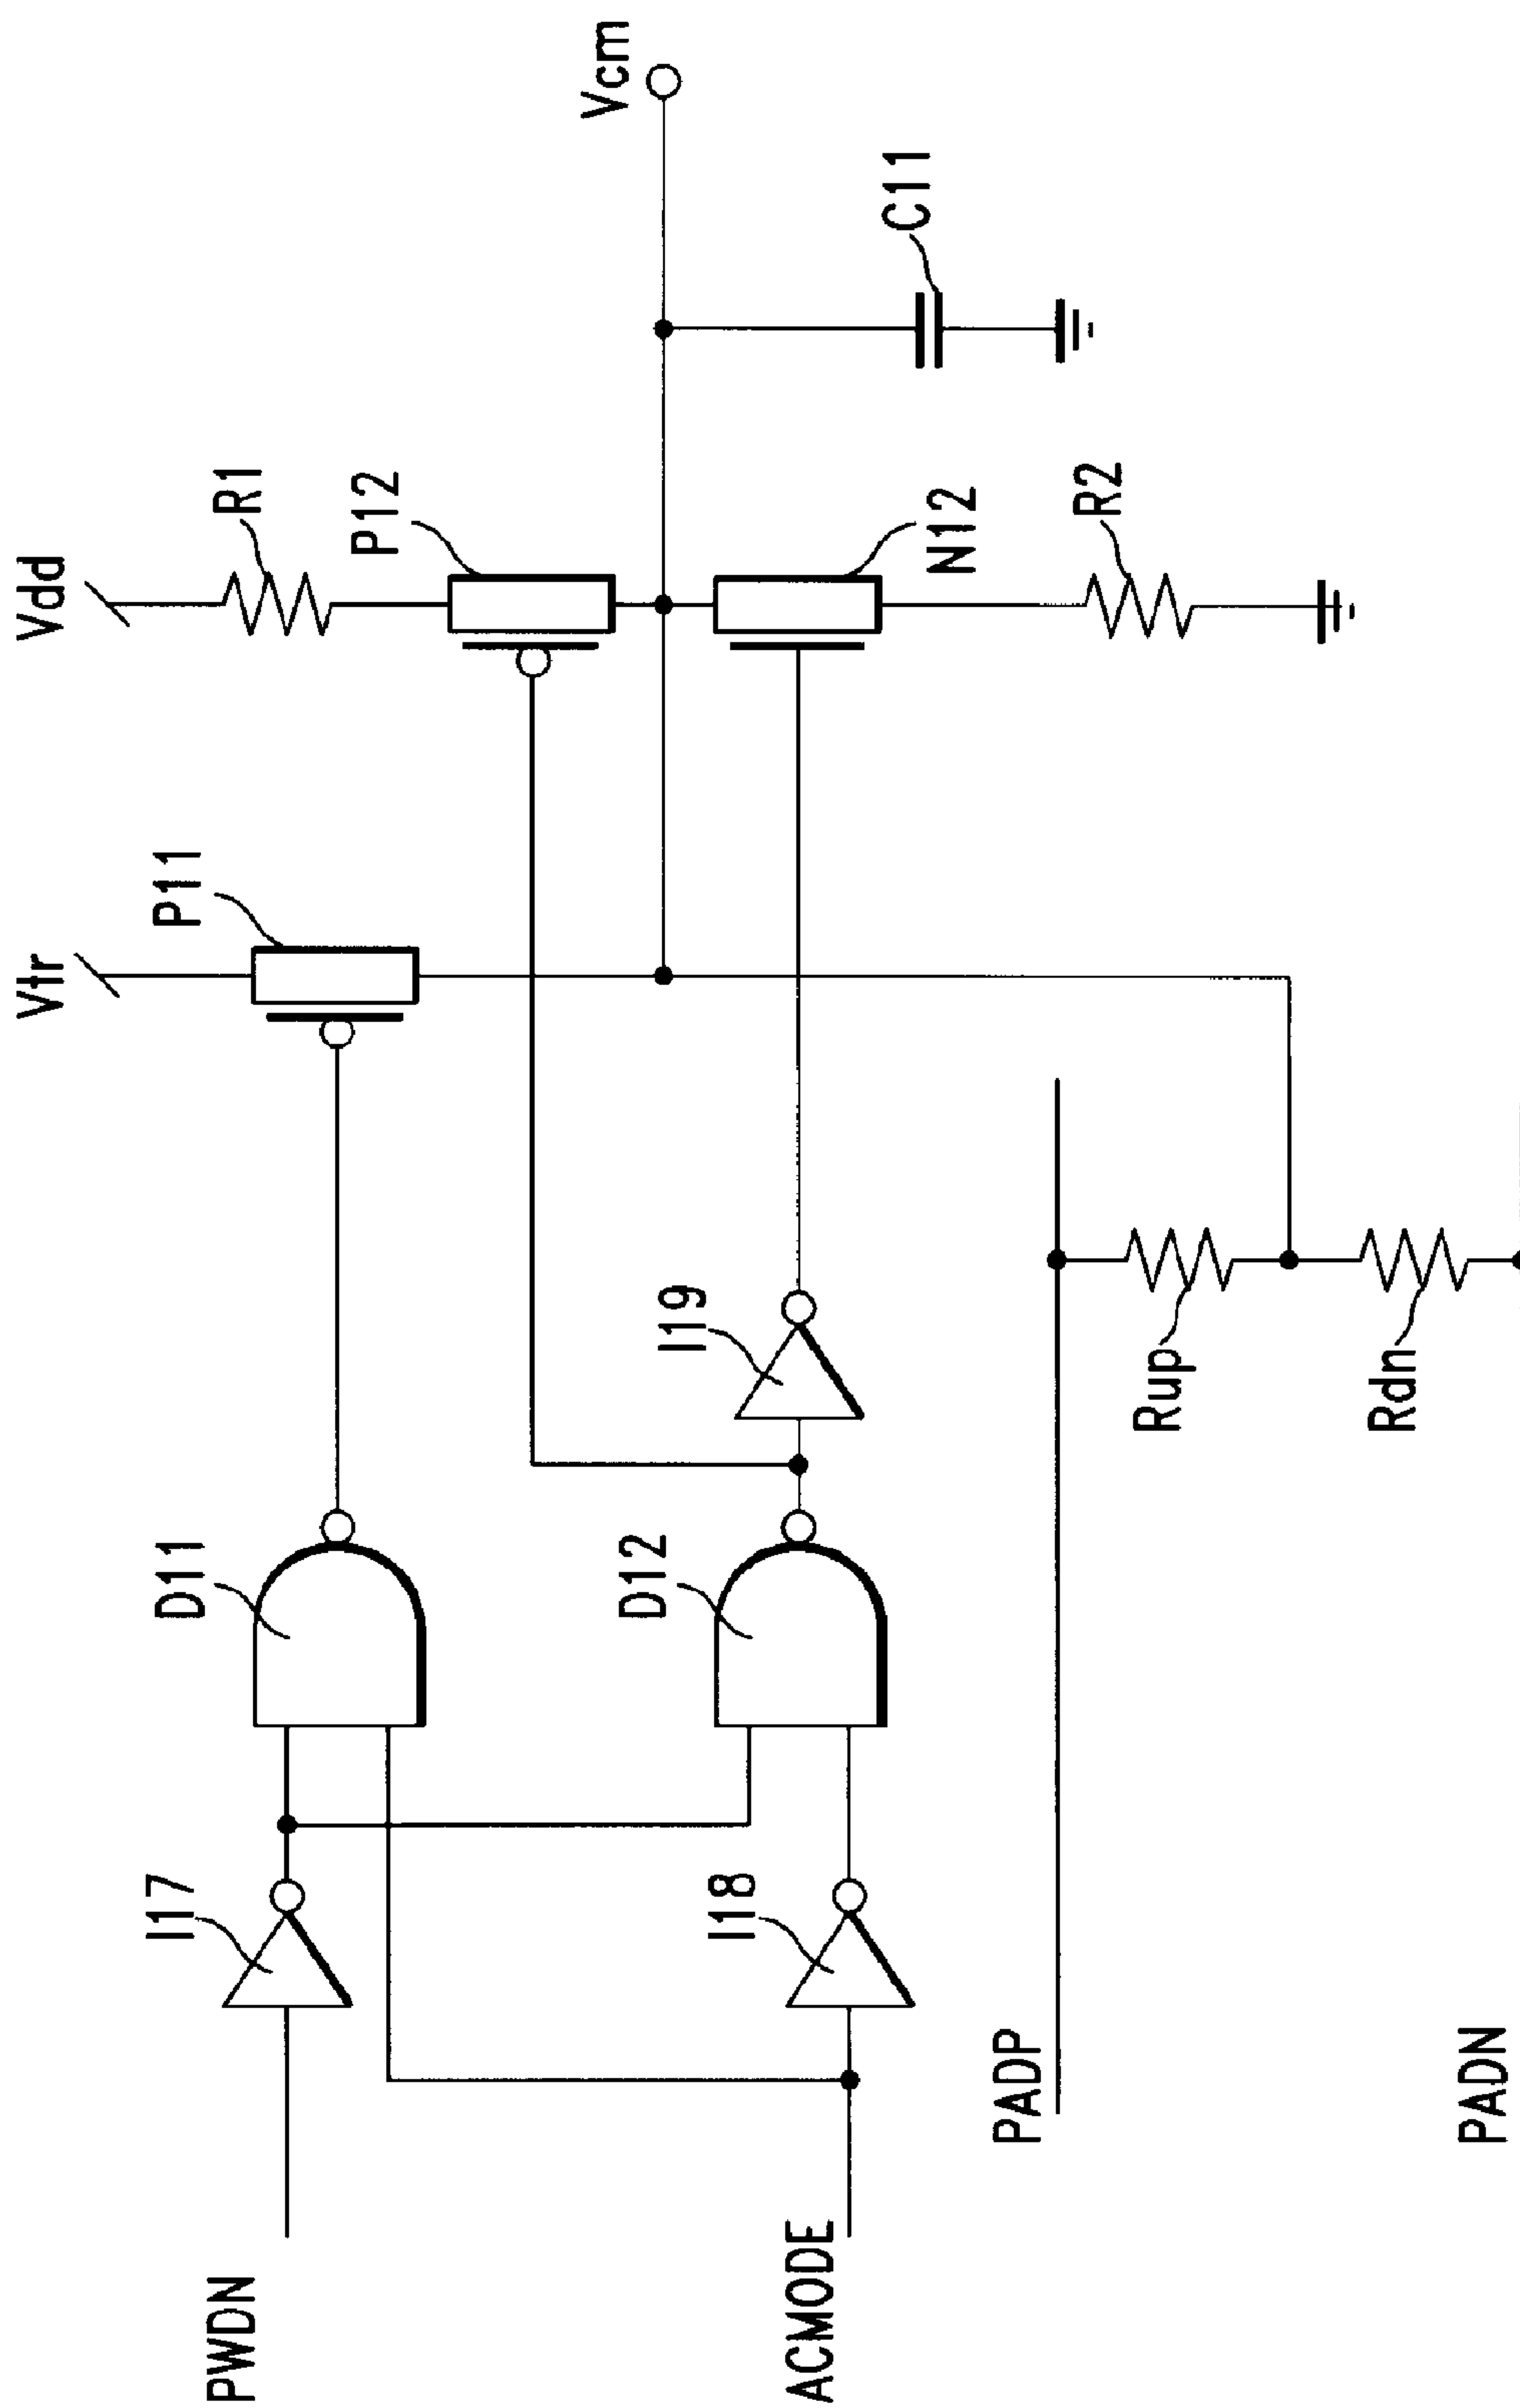 Vdd
Vtr
R1
P11
P12
Vcm
D11
I17
PWDN
N12
C11
I19
D12
I18
ACMODE
R2
PADP
Rup
Rdn
PADN